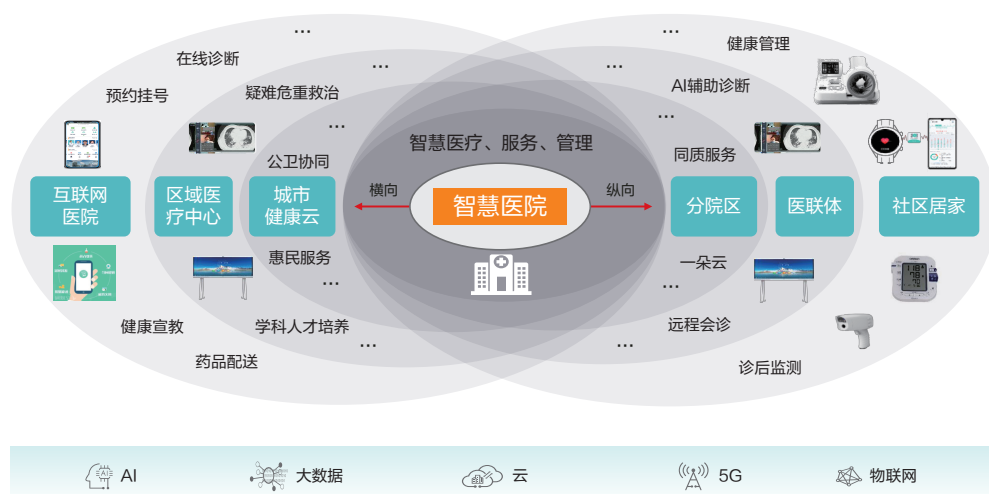 ...
...
健康管理
在线诊断
...
...
AI辅助诊断
预约挂号
疑难危重救治
...
...
智慧医疗、服务、管理
公卫协同
同质服务
互联网
医院
区域医
疗中心
城市
健康云
横向
智慧医院
纵向
分院区
医联体
社区居家
惠民服务
一朵云
...
...
健康宣教
学科人才培养
远程会诊
药品配送
...
...
诊后监测
AI
大数据
云
5G
物联网